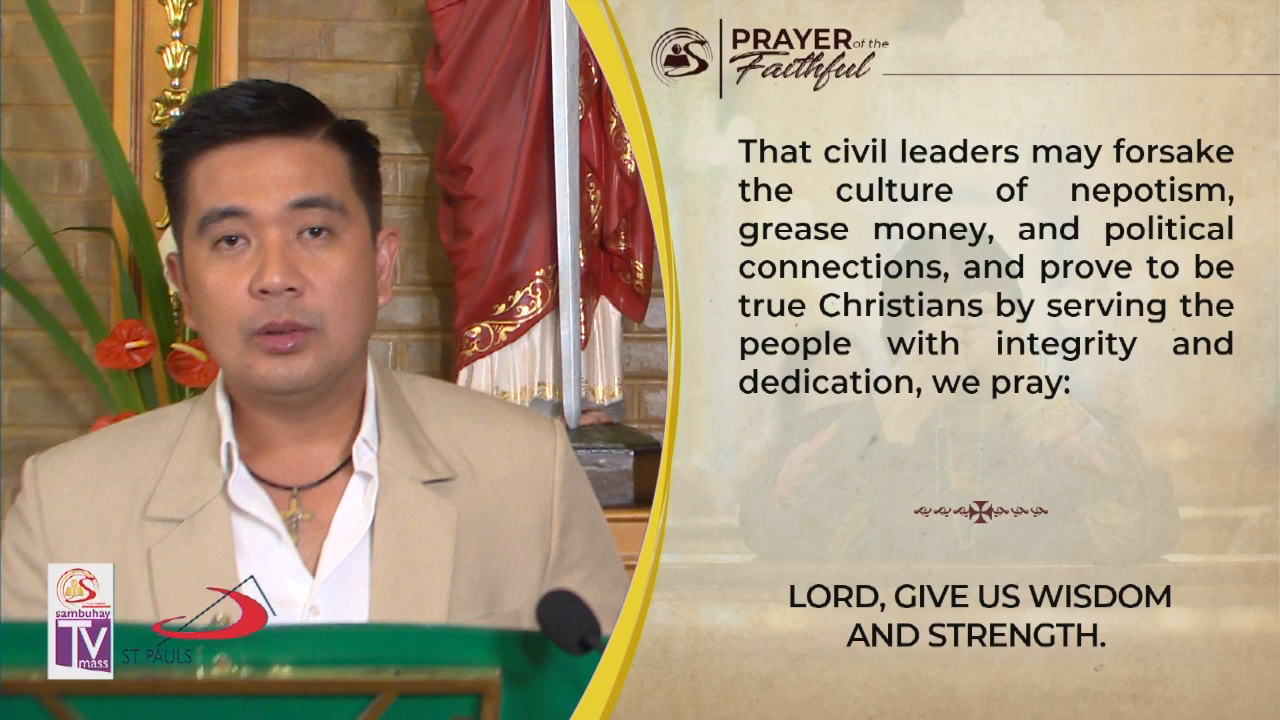 PRAYER of the
Faithful
That civil leaders may forsake
the culture of nepotism,
grease money, and political
connections, and prove to be
true Christians by serving the
people with integrity and
dedication, we pray:
LORD, GIVE US WISDOM
AND STRENGTH.
sambuhay
TV
mass
ST PAULS